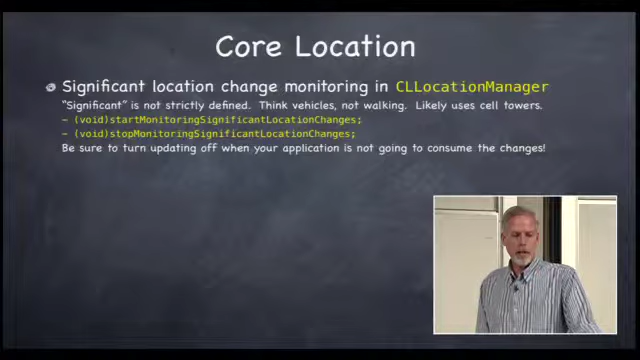 Core Location
Significant location change monitoring in CLLocationManager
"Significant" is not strictly defined. Think vehicles, not walking. Likely uses cell towers.
- (void)startMonitoringSignificantLocationChanges;
- (void)stopMonitoringSignificantLocationChanges;
Be sure to turn updating off when your application is not going to consume the changes!